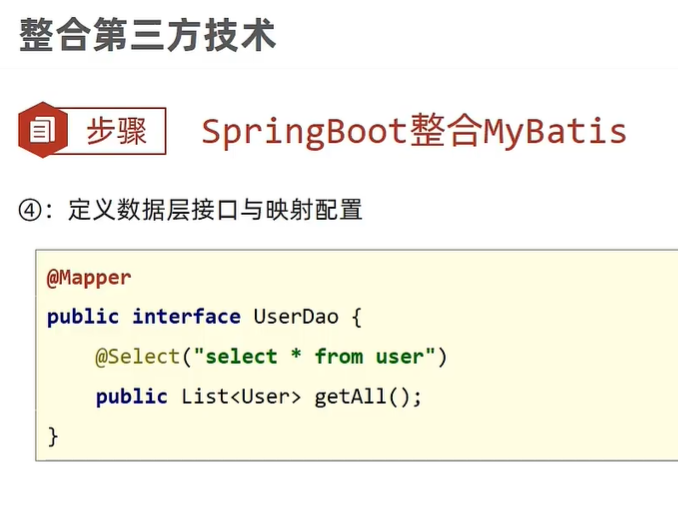 整合第三方技术
步骤
SpringBoot整合MyBatis
④：定义数据层接口与映射配置
@Mapper
public interface UserDao {
    @Select("select * from user")
    public List<User> getAll();
}